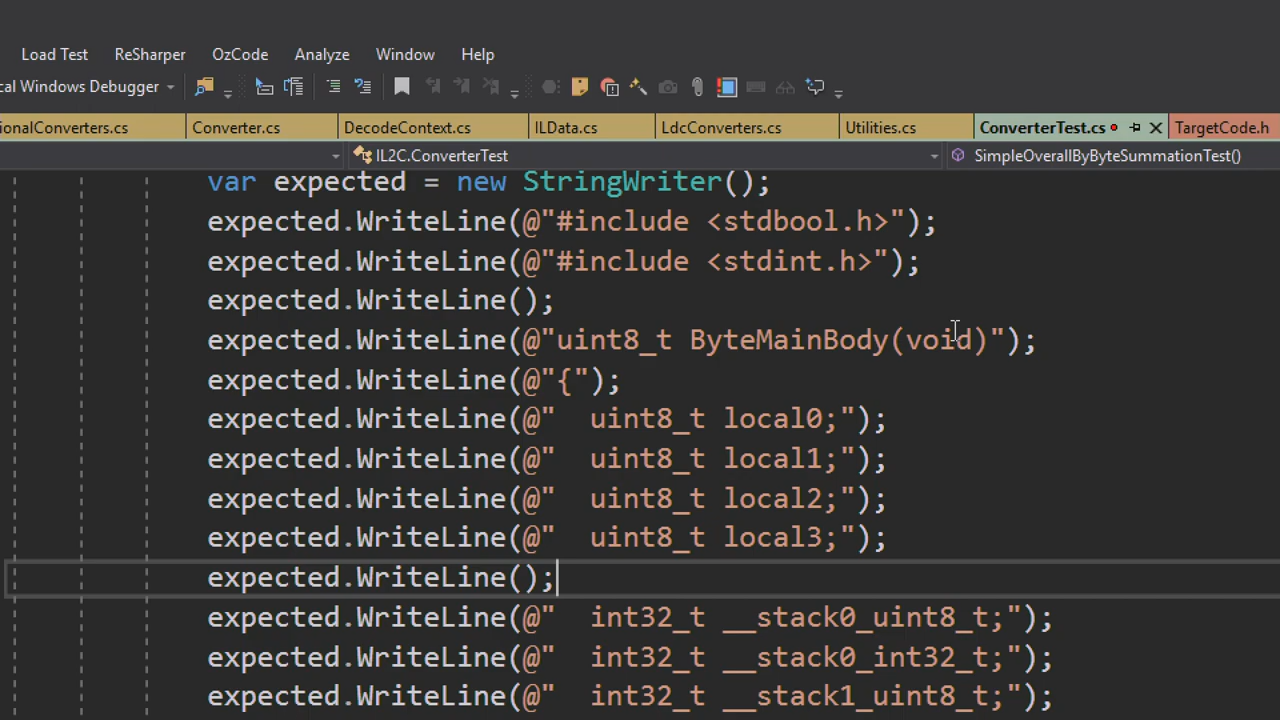 Load Test ReSharper OzCode Analyze Window Help
cal Windows Debugger
ionalConverters.cs Converter.cs DecodeContext.cs ILData.cs LdcConverters.cs Utilities.cs ConverterTest.cs TargetCode.h
IL2C.ConverterTest SimpleOverallByByteSummationTest()
var expected = new StringWriter();
expected.WriteLine(@"#include <stdbool.h>");
expected.WriteLine(@"#include <stdint.h>");
expected.WriteLine();
expected.WriteLine(@"uint8_t ByteMainBody(void)");
expected.WriteLine(@"{");
expected.WriteLine(@"  uint8_t local0;");
expected.WriteLine(@"  uint8_t local1;");
expected.WriteLine(@"  uint8_t local2;");
expected.WriteLine(@"  uint8_t local3;");
expected.WriteLine();
expected.WriteLine(@"  int32_t __stack0_uint8_t;");
expected.WriteLine(@"  int32_t __stack0_int32_t;");
expected.WriteLine(@"  int32_t __stack1_uint8_t;");